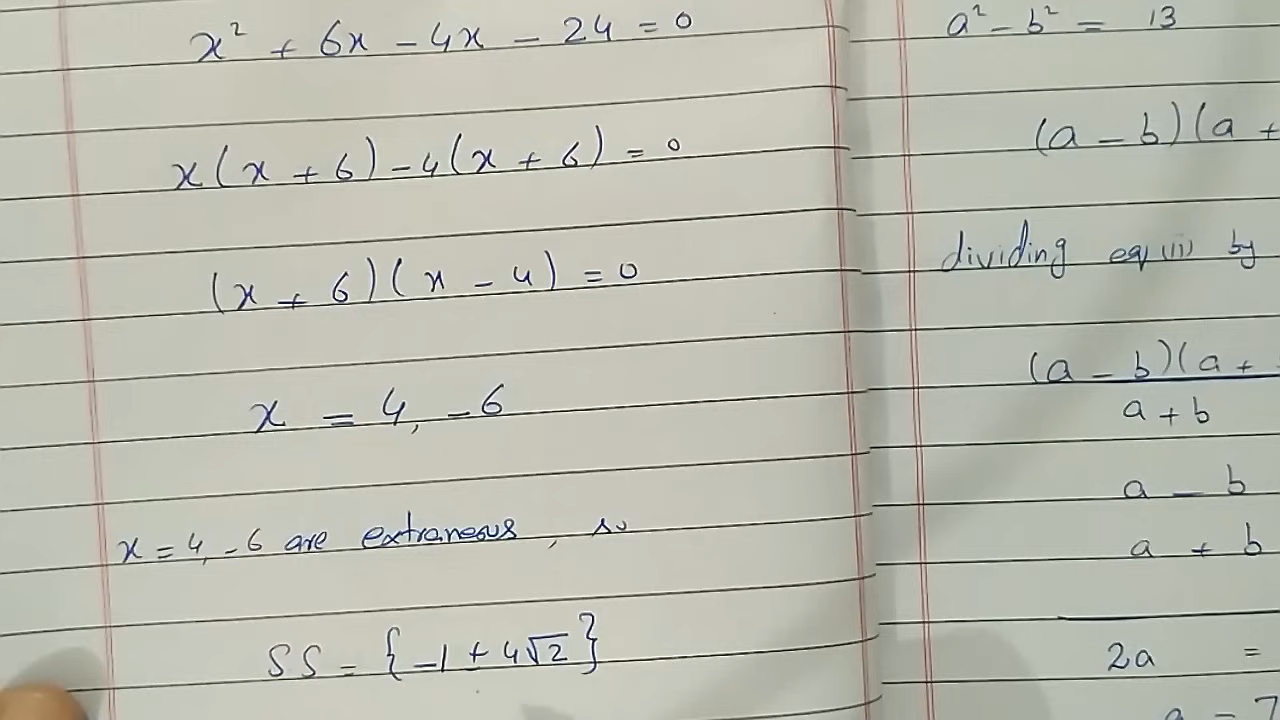 x² + 6x - 4x - 24 = 0
x(x + 6) - 4(x + 6) = 0
(x + 6)(x - 4) = 0
x = 4, -6
x = 4, -6 are extraneous, so
SS = {-1 + 4√2}
a² - b² = 13
(a - b)(a +
dividing eq (ii) by
(a - b)(a +
a + b
a - b
a + b
2a =
a = 7